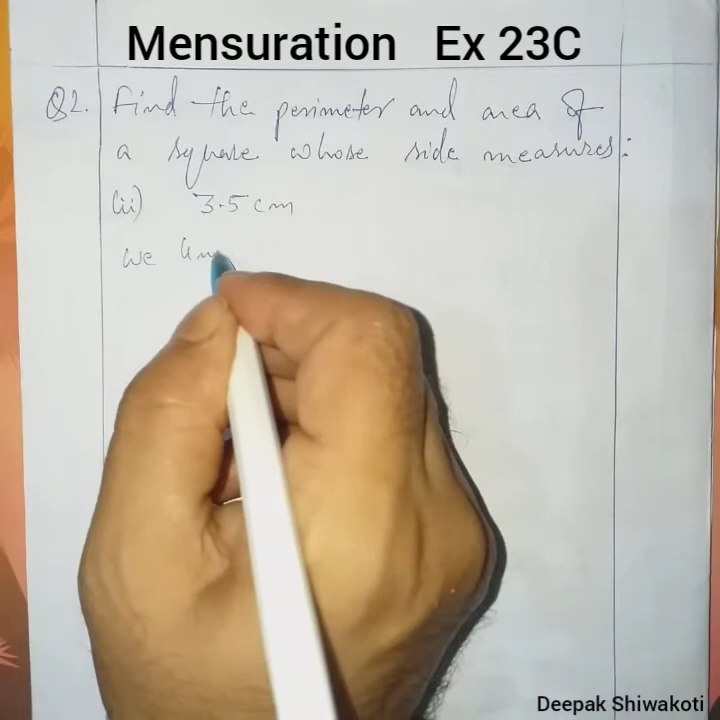 Mensuration Ex 23C
Q2. Find the perimeter and area of
a square whose side measures:
(ii) 3.5 cm
we
Deepak Shiwakoti